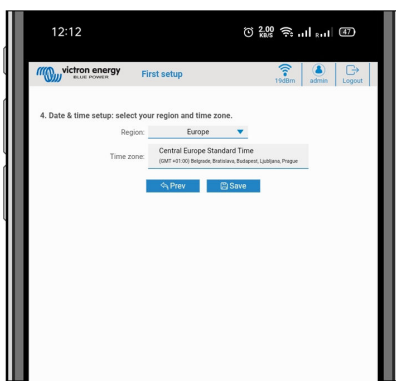 12:12
2.00
KB/S
R
47
victron energy
BLUE POWER
First setup
19dBm
admin
Logout
4. Date & time setup: select your region and time zone.
Region:
Europe
Time zone:
Central Europe Standard Time
(GMT +01:00) Belgrade, Bratislava, Budapest, Ljubljana, Prague
Prev
Save